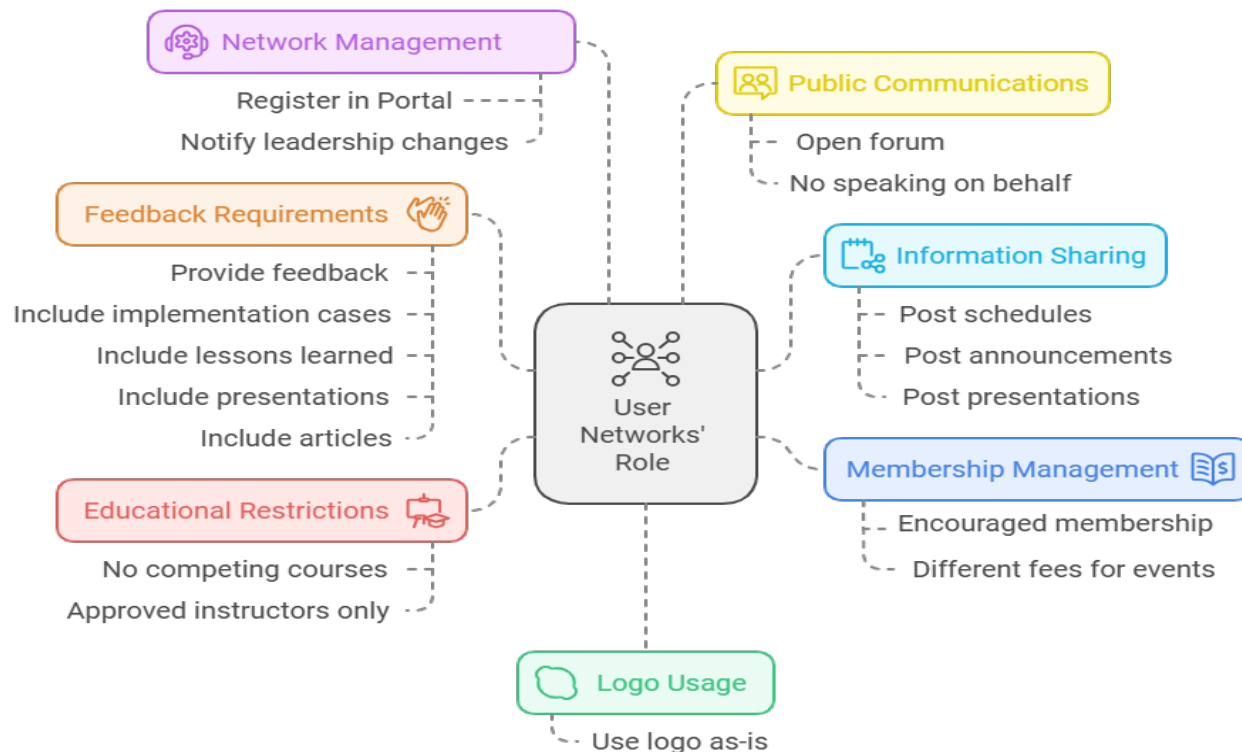 Network Management
Register in Portal
Notify leadership changes
Public Communications
Open forum
No speaking on behalf
Feedback Requirements
Provide feedback
Include implementation cases
Include lessons learned
Include presentations
Include articles
Information Sharing
Post schedules
Post announcements
Post presentations
User
Networks'
Role
Educational Restrictions
No competing courses
Approved instructors only
Membership Management
$
Encouraged membership
Different fees for events
Logo Usage
Use logo as-is